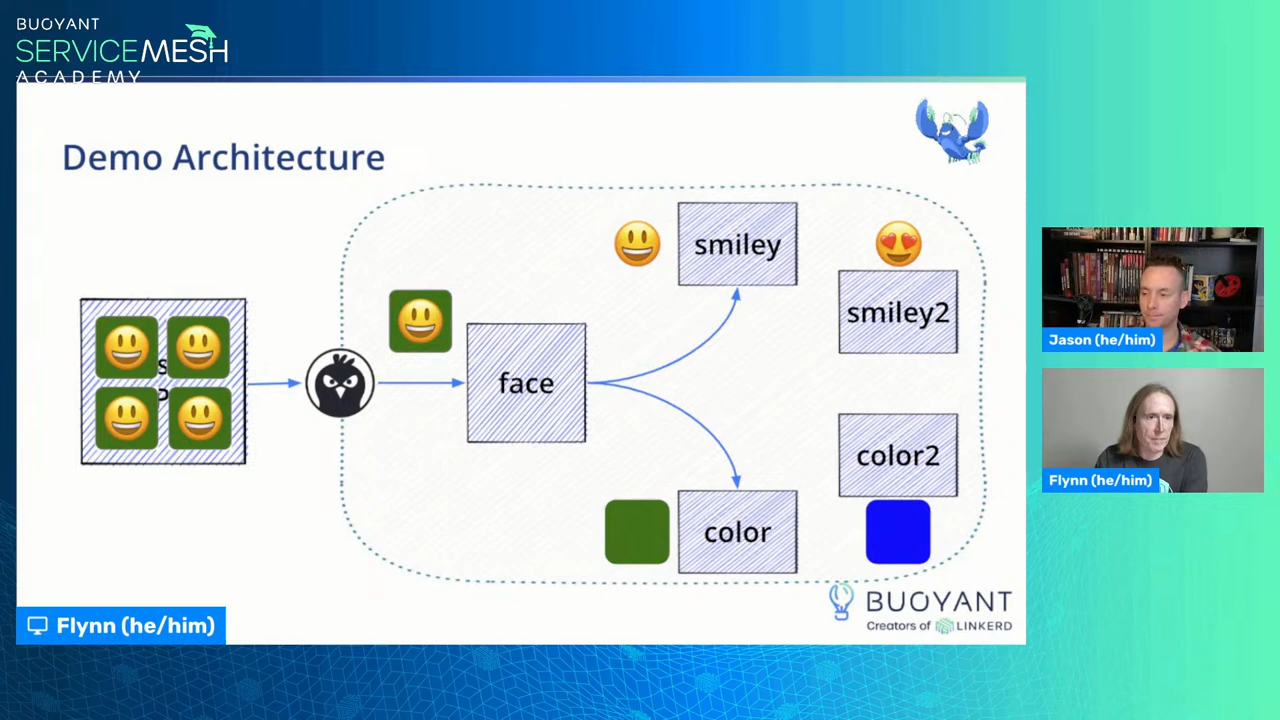 BUOYANT
SERVICEMESH
ACADEMY
Demo Architecture
smiley
smiley2
face
color2
color
BUOYANT
Creators of LINKERD
Jason (he/him)
Flynn (he/him)
Flynn (he/him)